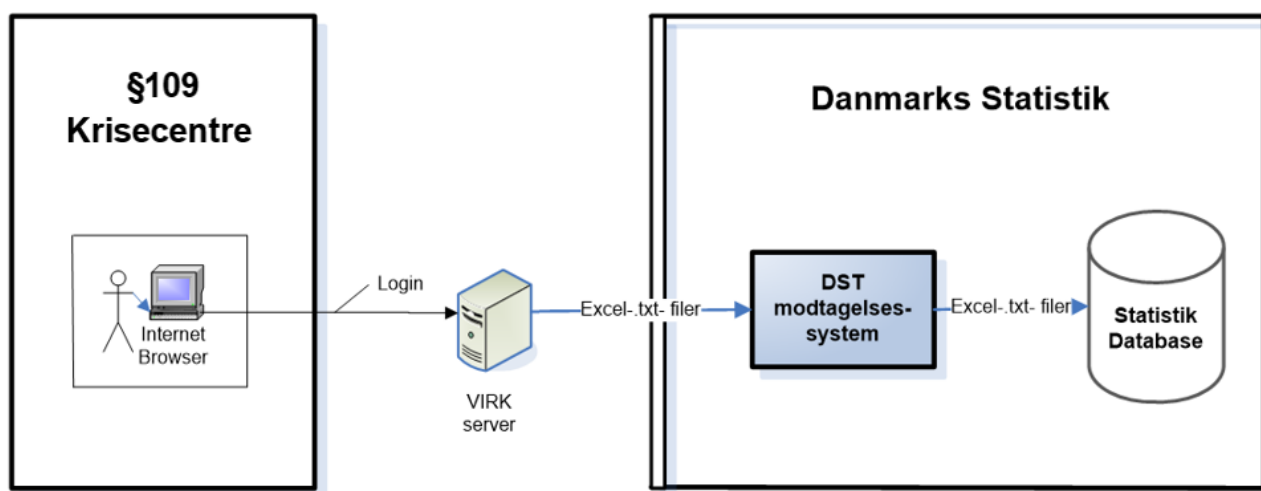 §109
Krisecentre
Danmarks Statistik
Internet
Browser
Login
VIRK
server
Excel-.txt- filer
DST
modtagelses-
system
Excel-.txt- filer
Statistik
Database